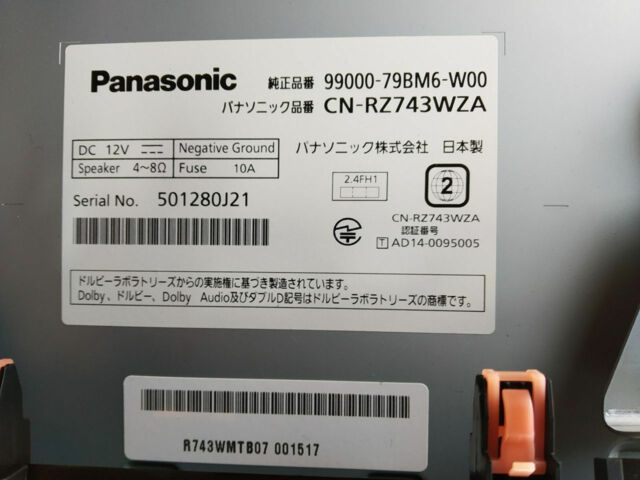 Panasonic 純正品番 99000-79BM6-W00
パナソニック品番 CN-RZ743WZA
DC 12V Negative Ground
Speaker 4~8Ω Fuse 10A
パナソニック株式会社 日本製
Serial No. 501280J21
2.4FH1
2
CN-RZ743WZA
認証番号
T AD14-0095005
ドルビーラボラトリーズからの実施権に基づき製造されています。
Dolby、ドルビー、Dolby Audio及びダブルD記号はドルビーラボラトリーズの商標です。
R743WMTB07 001517